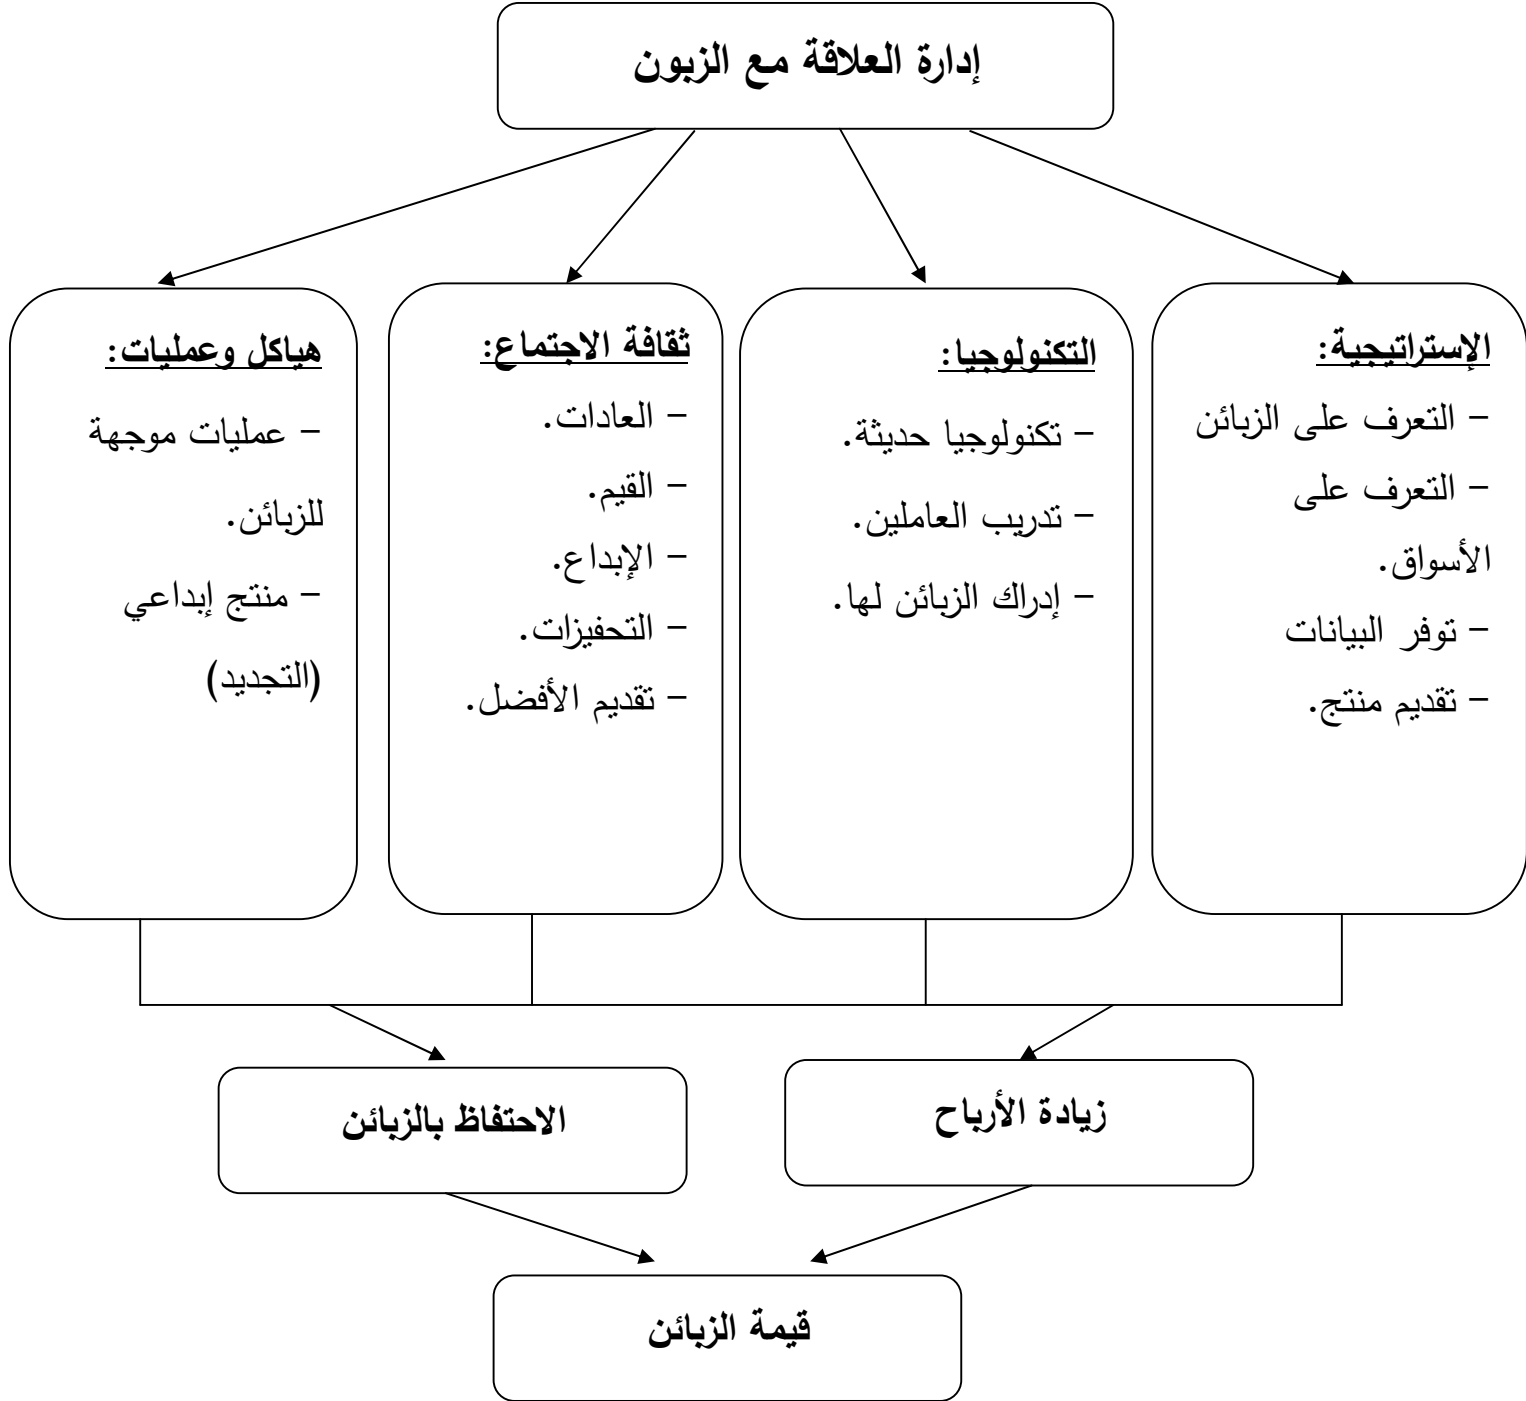 إدارة العلاقة مع الزبون
الإستراتيجية:
- التعرف على الزبائن
- التعرف على
الأسواق.
- توفر البيانات
- تقديم منتج.
التكنولوجيا:
- تكنولوجيا حديثة.
- تدريب العاملين.
- إدراك الزبائن لها.
ثقافة الاجتماع:
- العادات.
- القيم.
- الإبداع.
- التحفيزات.
- تقديم الأفضل.
هياكل وعمليات:
- عمليات موجهة
للزبائن.
- منتج إبداعي
(التجديد)
زيادة الأرباح
الاحتفاظ بالزبائن
قيمة الزبائن